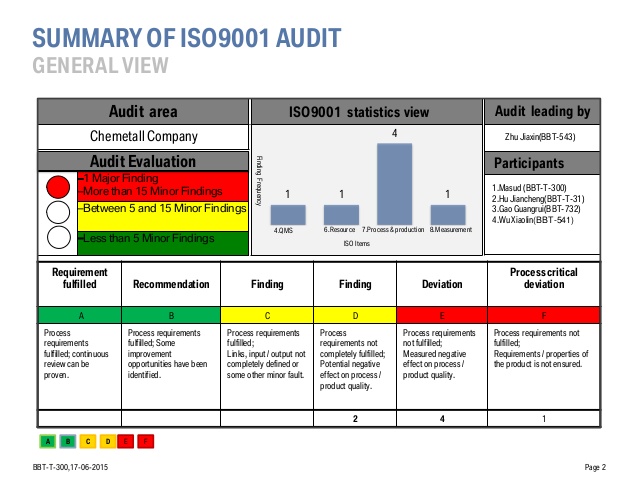 SUMMARY OF ISO9001 AUDIT
GENERAL VIEW
Audit area
Chemetall Company
Audit Evaluation
–1 Major Finding
–More than 15 Minor Findings
–Between 5 and 15 Minor Findings
–Less than 5 Minor Findings
ISO9001 statistics view
Finding Frequency
1
1
4
1
4.QMS
6.Resource
7.Process & production
8.Measurement
ISO Items
Audit leading by
Zhu Jiaxin(BBT-543)
Participants
1.Masud (BBT-T-300)
2.Hu Jiancheng(BBT-T-31)
3.Gao Guangrui(BBT-732)
4.WuXiaolin(BBT-541)
Requirement
fulfilled
Recommendation
Finding
Finding
Deviation
Process critical
deviation
A
B
C
D
E
F
Process
requirements
fulfilled; continuous
review can be
proven.
Process requirements
fulfilled; Some
improvement
opportunities have been
identified.
Process requirements
fulfilled;
Links, input / output not
completely defined or
some other minor fault.
Process
requirements not
completely fulfilled;
Potential negative
effect on process /
product quality.
Process requirements
not fulfilled;
Measured negative
effect on process /
product quality.
Process requirements not
fulfilled;
Requirements / properties of
the product is not ensured.
2
4
1
A
B
C
D
E
F
BBT-T-300,17-06-2015
Page 2